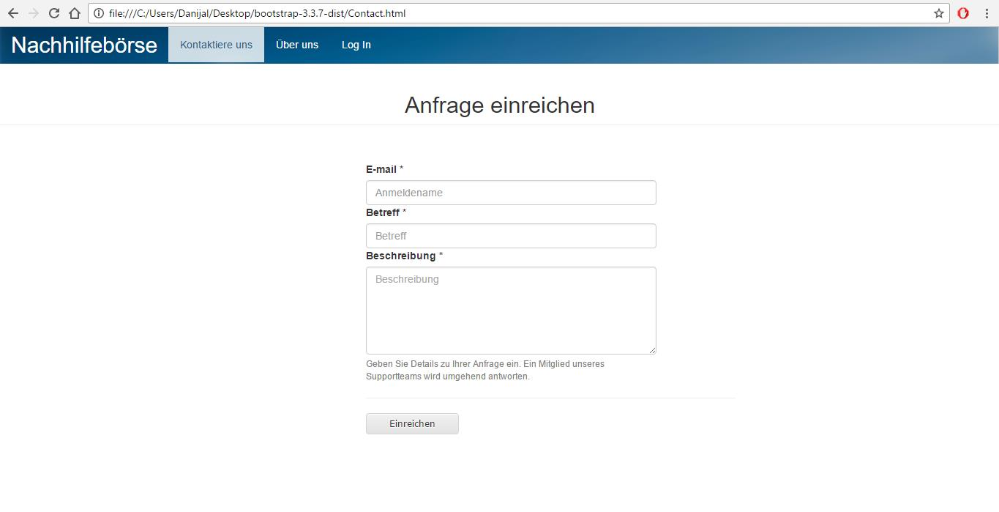 file:///C:/Users/Danijal/Desktop/bootstrap-3.3.7-dist/Contact.html
Nachhilfebörse Kontaktiere uns Über uns Log In
Anfrage einreichen
E-mail *
Anmeldename
Betreff *
Betreff
Beschreibung *
Beschreibung
Geben Sie Details zu Ihrer Anfrage ein. Ein Mitglied unseres
Supportteams wird umgehend antworten.
Einreichen